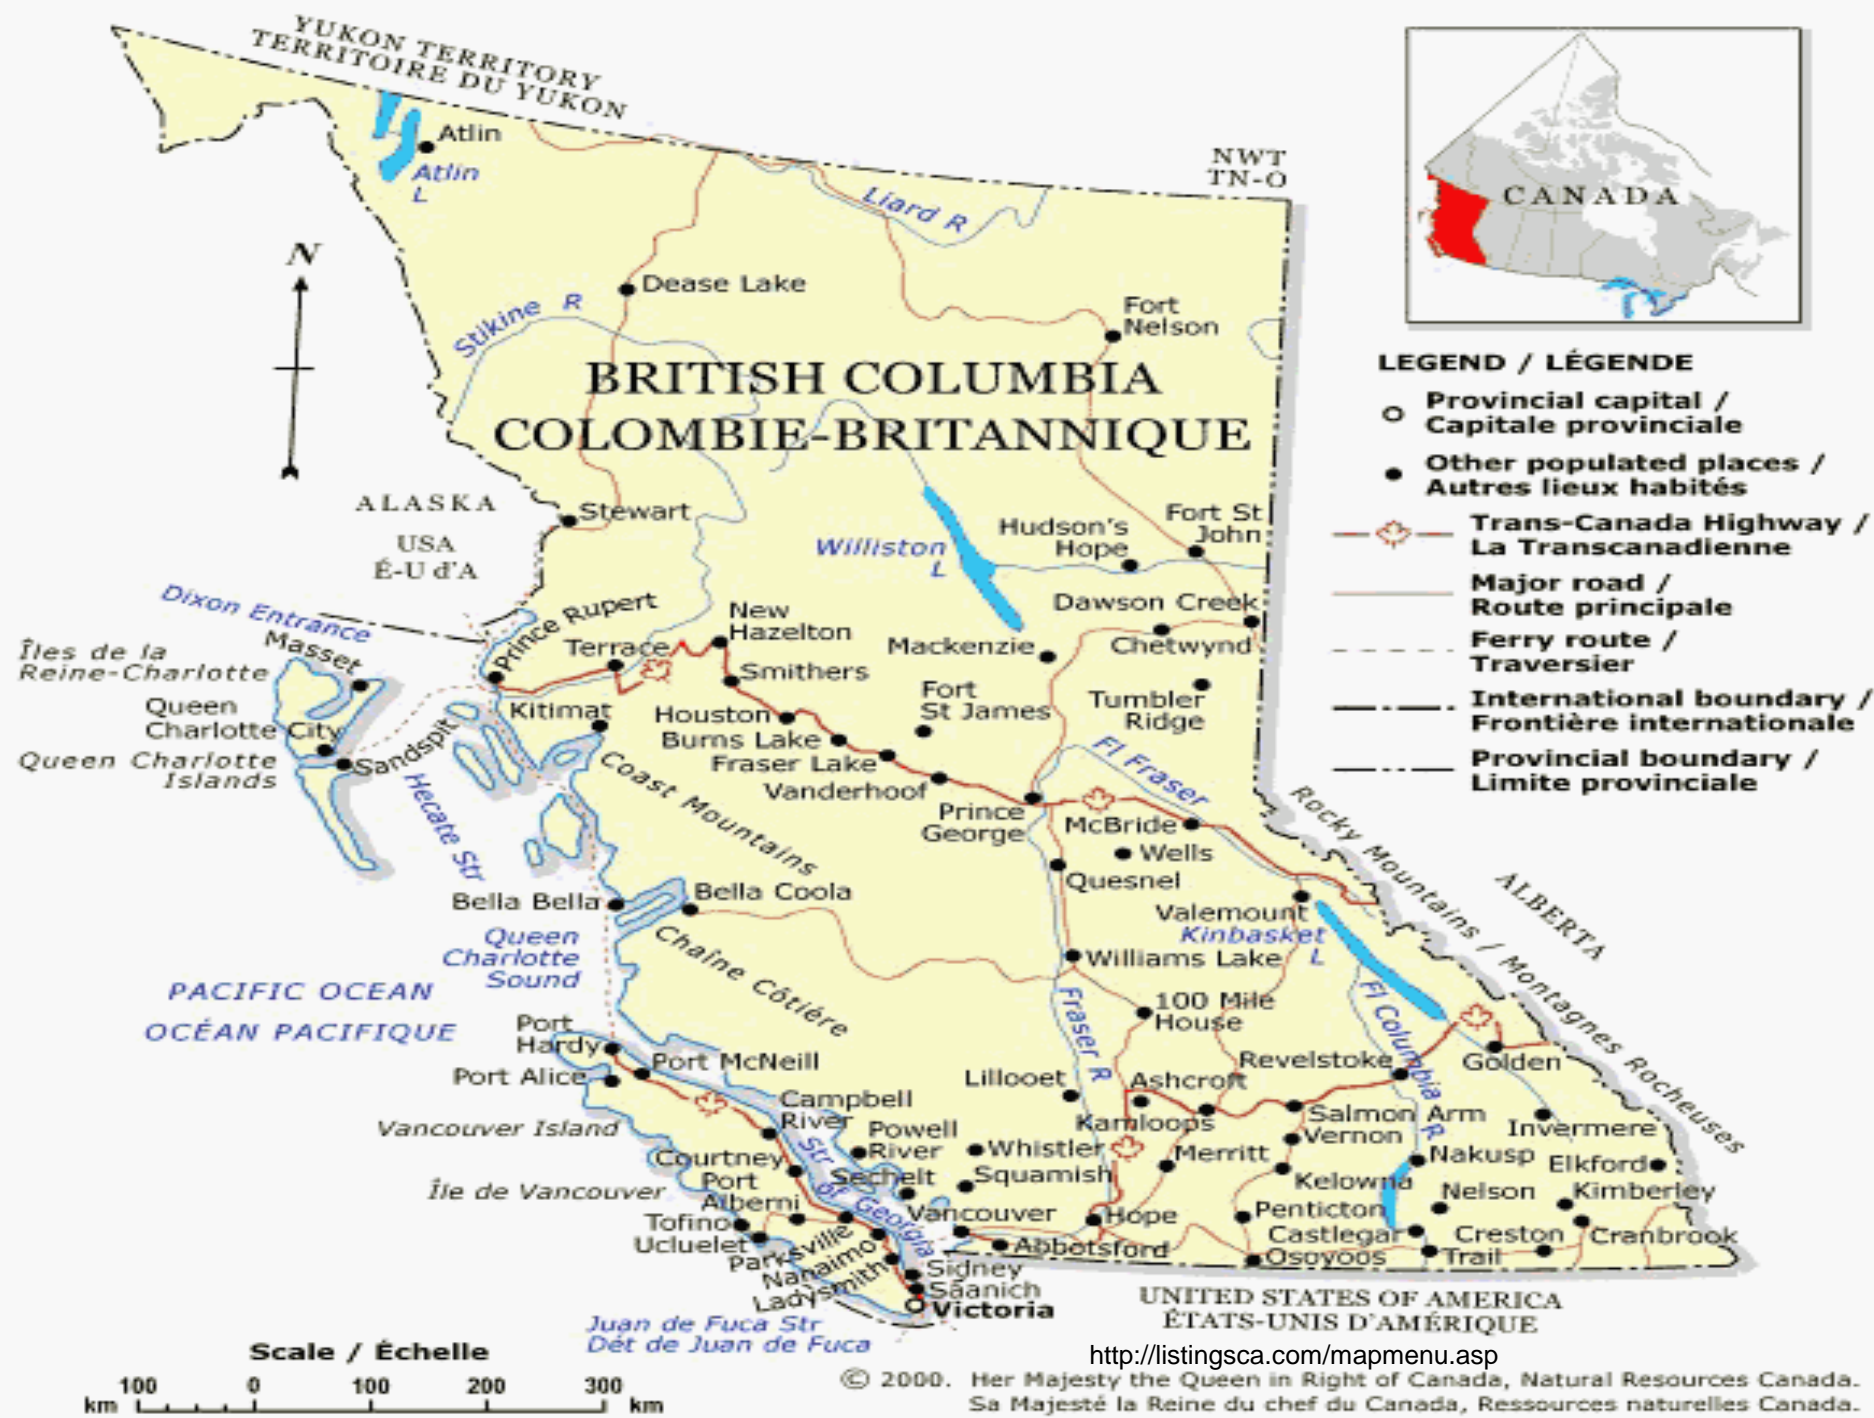 YUKON TERRITORY
TERRITOIRE DU YUKON
NWT
TN-O
CANADA
Atlin
Atlin
L
Liard R
N
Dease Lake
Stikine R
Fort
Nelson
BRITISH COLUMBIA
COLOMBIE-BRITANNIQUE
LEGEND / LÉGENDE
Provincial capital /
Capitale provinciale
Other populated places /
Autres lieux habités
Trans-Canada Highway /
La Transcanadienne
Major road /
Route principale
Ferry route /
Traversier
International boundary /
Frontière internationale
Provincial boundary /
Limite provinciale
ALASKA
USA
É-U d'A
Stewart
Williston
L
Hudson's
Hope
Fort St
John
Dixon Entrance
Masset
Îles de la
Reine-Charlotte
Queen
Charlotte City
Queen Charlotte
Islands
Sandspit
Hecate Str
Prince Rupert
Terrace
New
Hazelton
Smithers
Kitimat
Houston
Burns Lake
Fraser Lake
Vanderhoof
Fort
St James
Mackenzie
Dawson Creek
Chetwynd
Tumbler
Ridge
Fl Fraser
Prince
George
McBride
Wells
Quesnel
Coast Mountains
Rocky Mountains / Montagnes Rocheuses
ALBERTA
Bella Bella
Bella Coola
Valemount
Kinbasket
L
Queen
Charlotte
Sound
Chaîne Côtiére
Williams Lake
100 Mile
House
Fraser R
Fl Columbia R
PACIFIC OCEAN
OCÉAN PACIFIQUE
Port
Hardy
Port McNeill
Port Alice
Campbell
River
Lillooet
Ashcroft
Kamloops
Revelstoke
Golden
Salmon Arm
Vernon
Invermere
Vancouver Island
Île de Vancouver
Powell
River
Whistler
Squamish
Sechelt
Str of Georgia
Courtney
Port
Alberni
Merritt
Kelowna
Nakusp
Elkford
Nelson
Kimberley
Tofino
Ucluelet
Parksville
Nanaimo
Ladysmith
Vancouver
Hope
Abbotsford
Penticton
Castlegar
Osoyoos
Trail
Creston
Cranbrook
Sidney
Saanich
Victoria
Juan de Fuca Str
Dét de Juan de Fuca
UNITED STATES OF AMERICA
ÉTATS-UNIS D'AMÉRIQUE
Scale / Échelle
100 0 100 200 300
km km
http://listingsca.com/mapmenu.asp
© 2000. Her Majesty the Queen in Right of Canada, Natural Resources Canada.
Sa Majesté la Reine du chef du Canada, Ressources naturelles Canada.